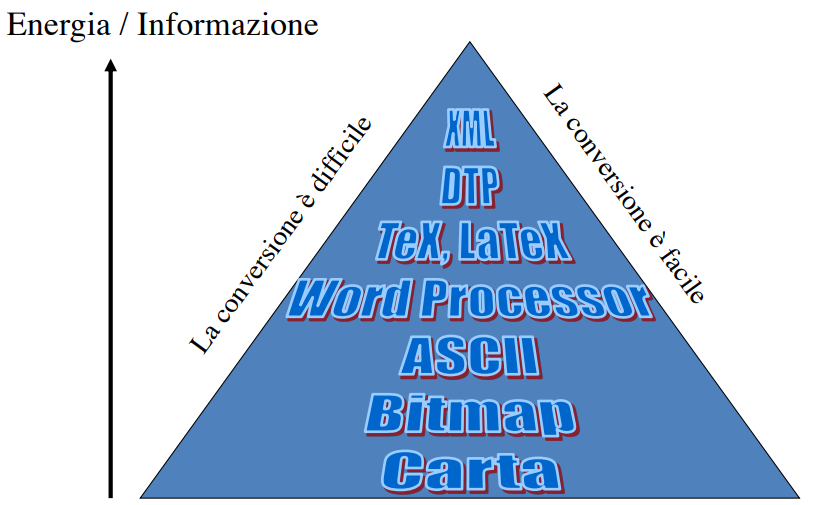 Energia / Informazione
La conversione è difficile
La conversione è facile
XML
DTP
TeX, LaTeX
Word Processor
ASCII
Bitmap
Carta